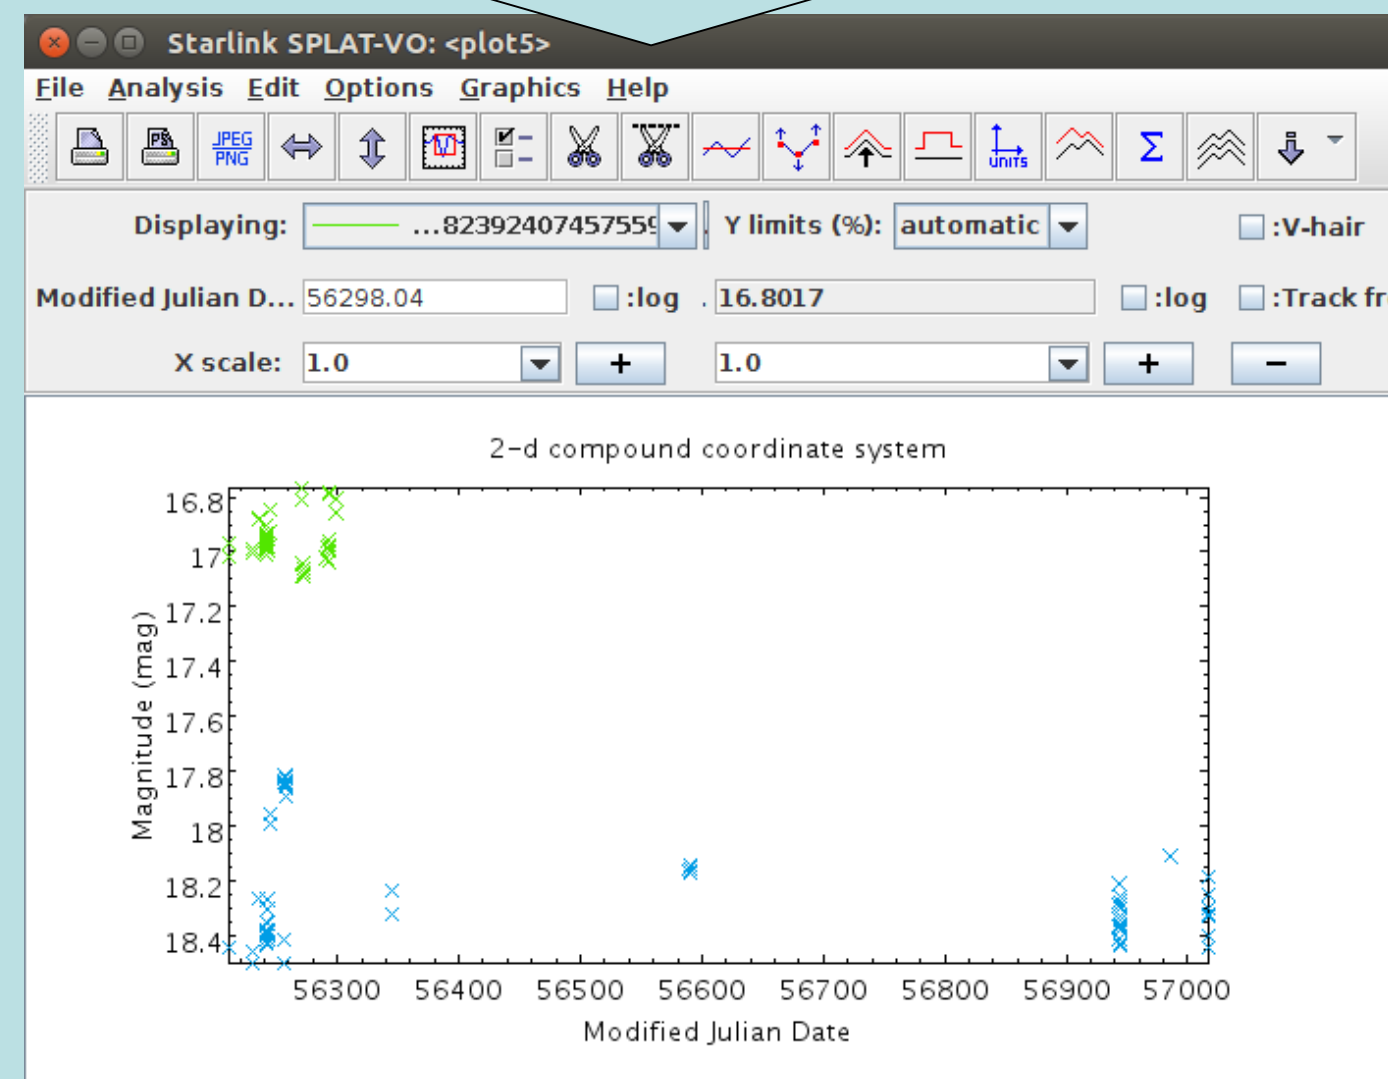 Starlink SPLAT-VO: <plot5>
File Analysis Edit Options Graphics Help
PS JPEG PNG UNITS Σ
Displaying: ...82392407457559 Y limits (%): automatic :V-hair
Modified Julian D... 56298.04 :log 16.8017 :log :Track fr
X scale: 1.0 + 1.0 + −
2-d compound coordinate system
16.8
17
17.2
17.4
17.6
17.8
18
18.2
18.4
Magnitude (mag)
56300 56400 56500 56600 56700 56800 56900 57000
Modified Julian Date